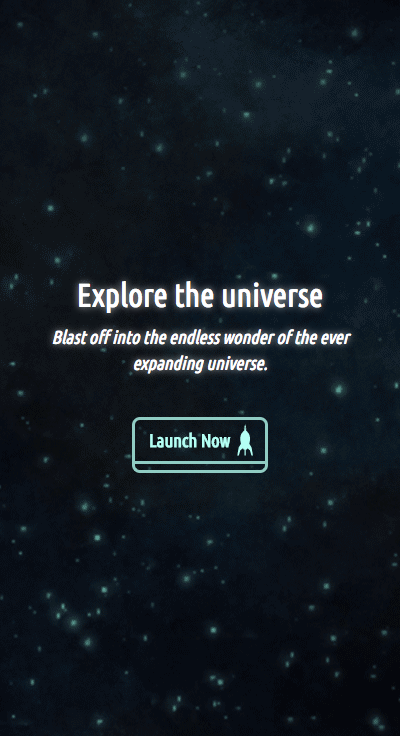 Explore the universe
Blast off into the endless wonder of the ever
expanding universe.
Launch Now